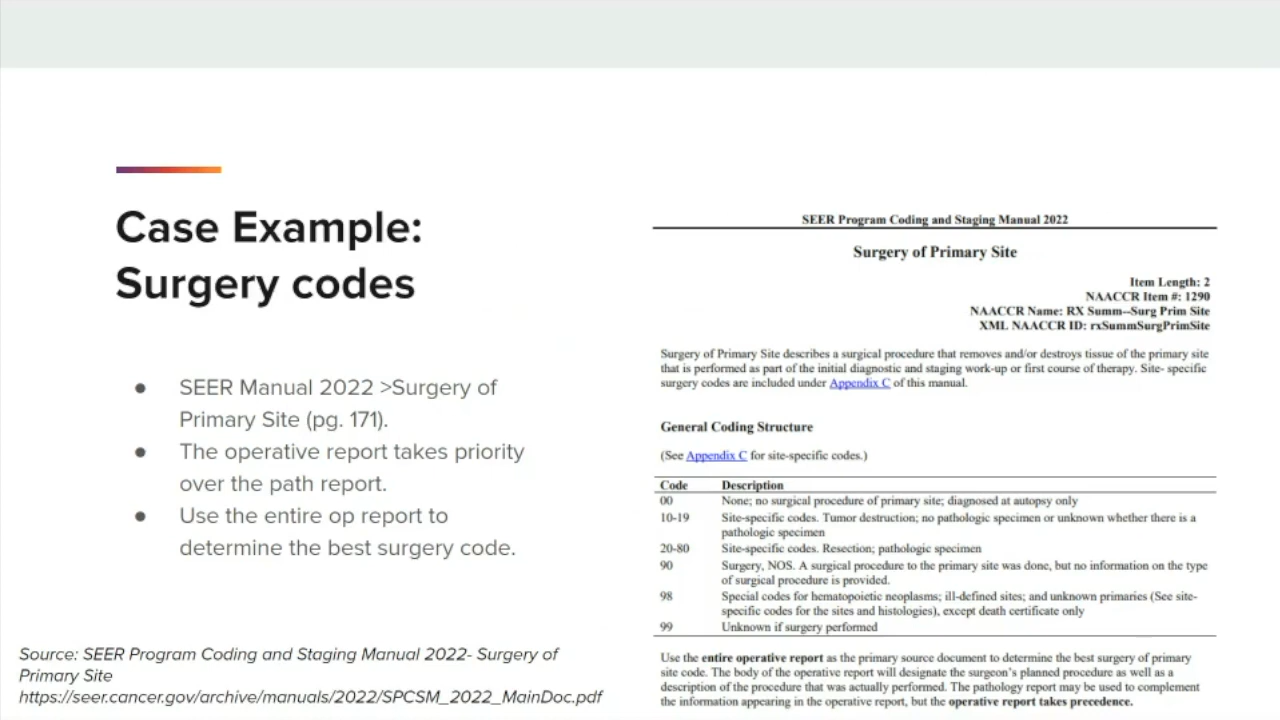 Case Example:
Surgery codes
● SEER Manual 2022 >Surgery of
Primary Site (pg. 171).
● The operative report takes priority
over the path report.
● Use the entire op report to
determine the best surgery code.
Source: SEER Program Coding and Staging Manual 2022- Surgery of
Primary Site
https://seer.cancer.gov/archive/manuals/2022/SPCSM_2022_MainDoc.pdf
SEER Program Coding and Staging Manual 2022
Surgery of Primary Site
Item Length: 2
NAACCR Item #: 1290
NAACCR Name: RX Summ--Surg Prim Site
XML NAACCR ID: rxSummSurgPrimSite
Surgery of Primary Site describes a surgical procedure that removes and/or destroys tissue of the primary site
that is performed as part of the initial diagnostic and staging work-up or first course of therapy. Site- specific
surgery codes are included under Appendix C of this manual.
General Coding Structure
(See Appendix C for site-specific codes.)
Code Description
00 None; no surgical procedure of primary site; diagnosed at autopsy only
10-19 Site-specific codes. Tumor destruction; no pathologic specimen or unknown whether there is a
pathologic specimen
20-80 Site-specific codes. Resection; pathologic specimen
90 Surgery, NOS. A surgical procedure to the primary site was done, but no information on the type
of surgical procedure is provided.
98 Special codes for hematopoietic neoplasms; ill-defined sites; and unknown primaries (See site-
specific codes for the sites and histologies), except death certificate only
99 Unknown if surgery performed
Use the entire operative report as the primary source document to determine the best surgery of primary
site code. The body of the operative report will designate the surgeon's planned procedure as well as a
description of the procedure that was actually performed. The pathology report may be used to complement
the information appearing in the operative report, but the operative report takes precedence.